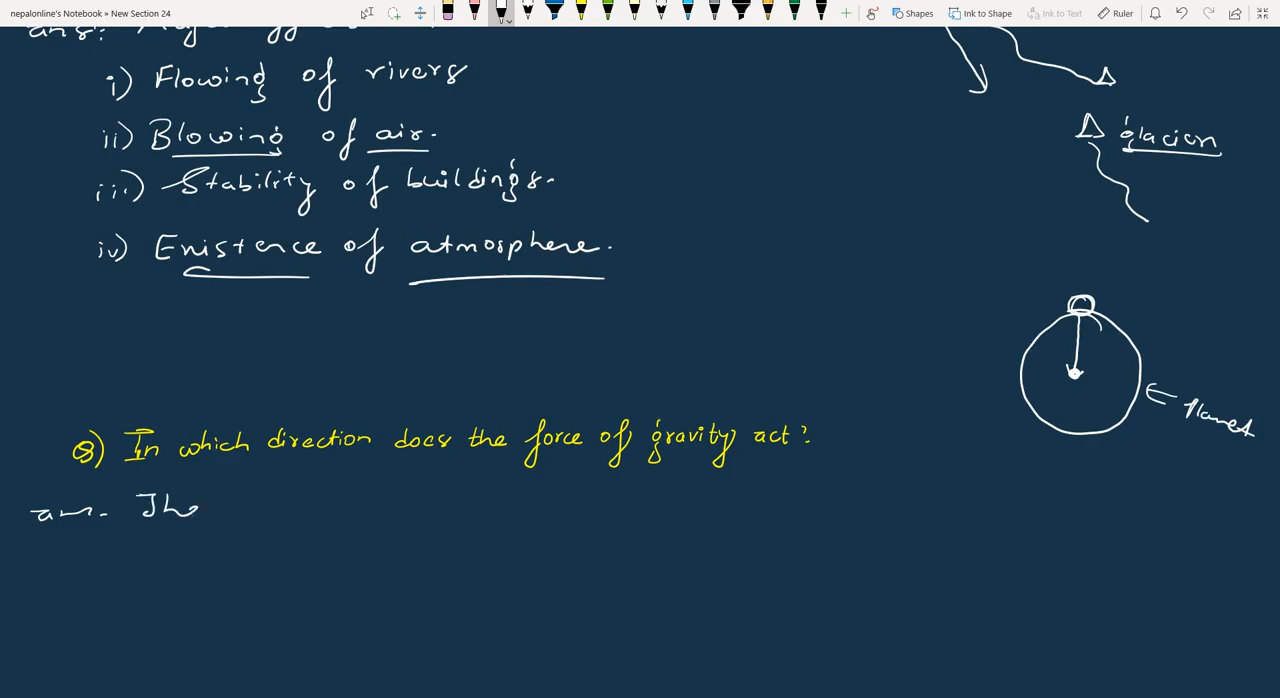 nepalonline's Notebook » New Section 24
Shapes Ink to Shape Ink to Text Ruler
i) Flowing of rivers
ii) Blowing of air.
glacier
iii) Stability of buildings.
iv) Existence of atmosphere.
Planet
Q) In which direction does the force of gravity act?
ans. The